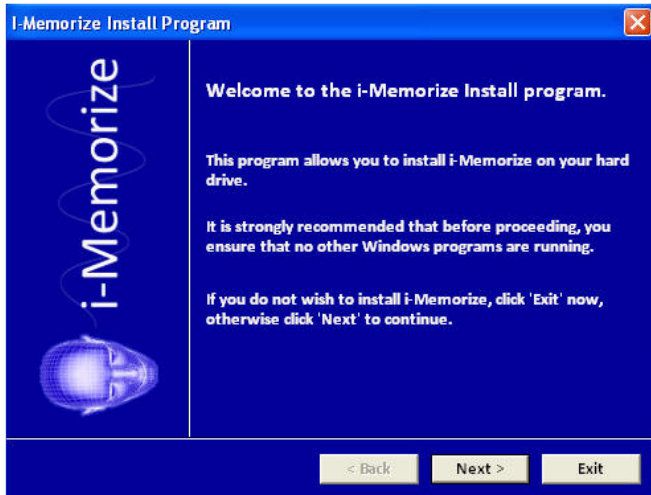 I-Memorize Install Program
i-Memorize
Welcome to the i-Memorize Install program.
This program allows you to install i-Memorize on your hard
drive.
It is strongly recommended that before proceeding, you
ensure that no other Windows programs are running.
If you do not wish to install i-Memorize, click 'Exit' now,
otherwise click 'Next' to continue.
< Back
Next >
Exit